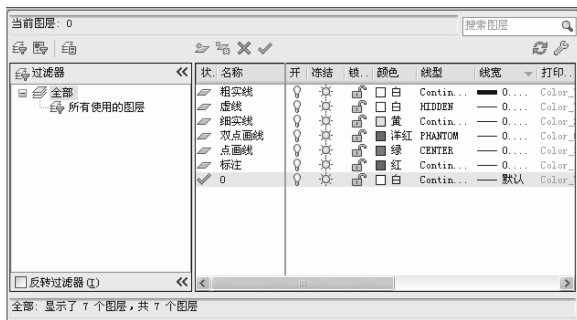 当前图层: 0
搜索图层
过滤器
全部
所有使用的图层
状. 名称 开 冻结 锁.. 颜色 线型 线宽 打印..
粗实线 白 Contin... 0.... Color_
虚线 白 HIDDEN 0.... Color_
细实线 黄 Contin... 0.... Color_
双点画线 洋红 PHANTOM 0.... Color_
点画线 绿 CENTER 0.... Color_
标注 红 Contin... 0.... Color_
0 白 Contin... 默认 Color_
反转过滤器(I)
全部: 显示了 7 个图层，共 7 个图层